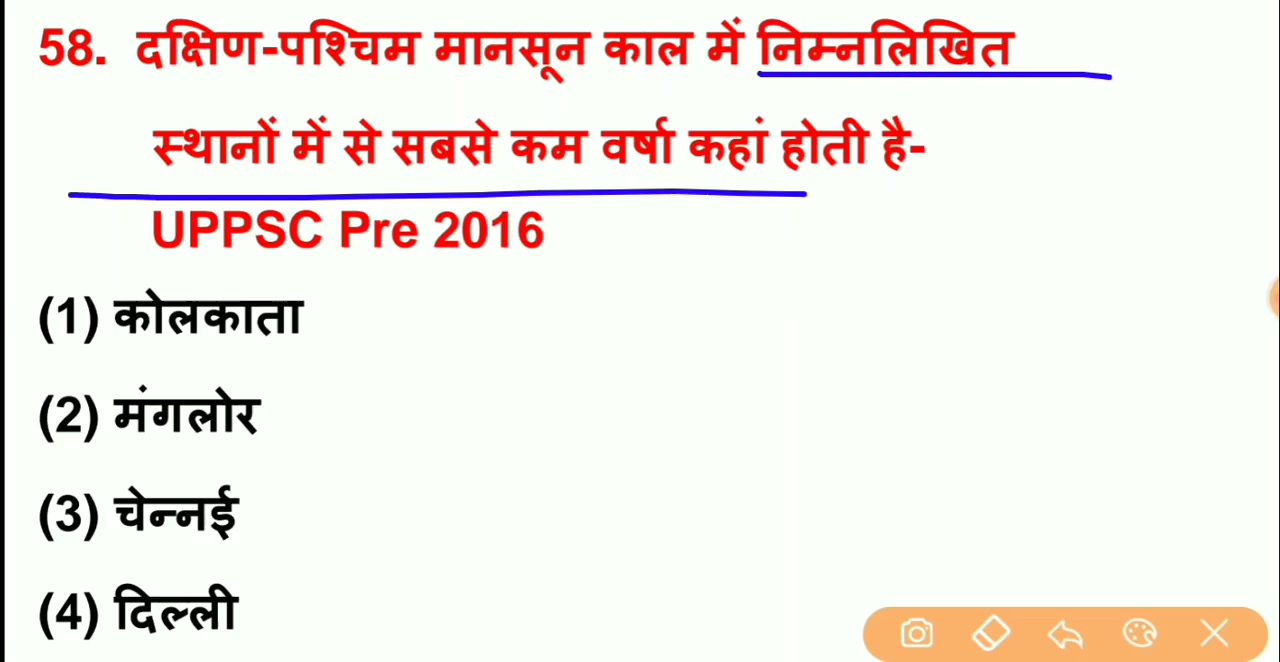 58. दक्षिण-पश्चिम मानसून काल में निम्नलिखित
स्थानों में से सबसे कम वर्षा कहां होती है-
UPPSC Pre 2016
(1) कोलकाता
(2) मंगलोर
(3) चेन्नई
(4) दिल्ली